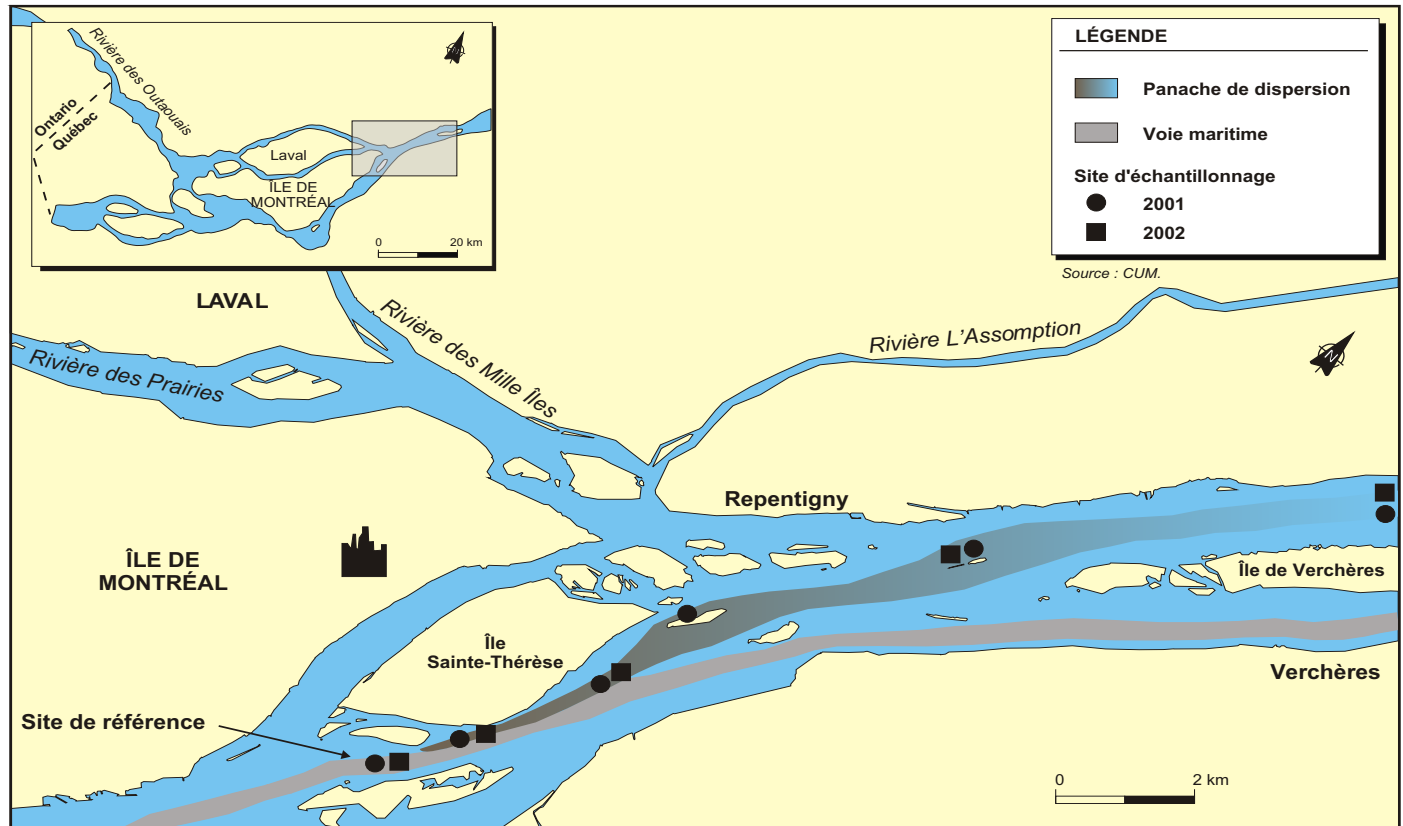 Rivière des Outaouais
Ontario
Québec
Laval
ÎLE DE
MONTRÉAL
0 20 km
LÉGENDE
Panache de dispersion
Voie maritime
Site d'échantillonnage
2001
2002
Source : CUM.
LAVAL
Rivière des Prairies
Rivière des Mille Îles
Rivière L'Assomption
N
Repentigny
ÎLE DE
MONTRÉAL
Île de Verchères
Île
Sainte-Thérèse
Verchères
Site de référence
0 2 km